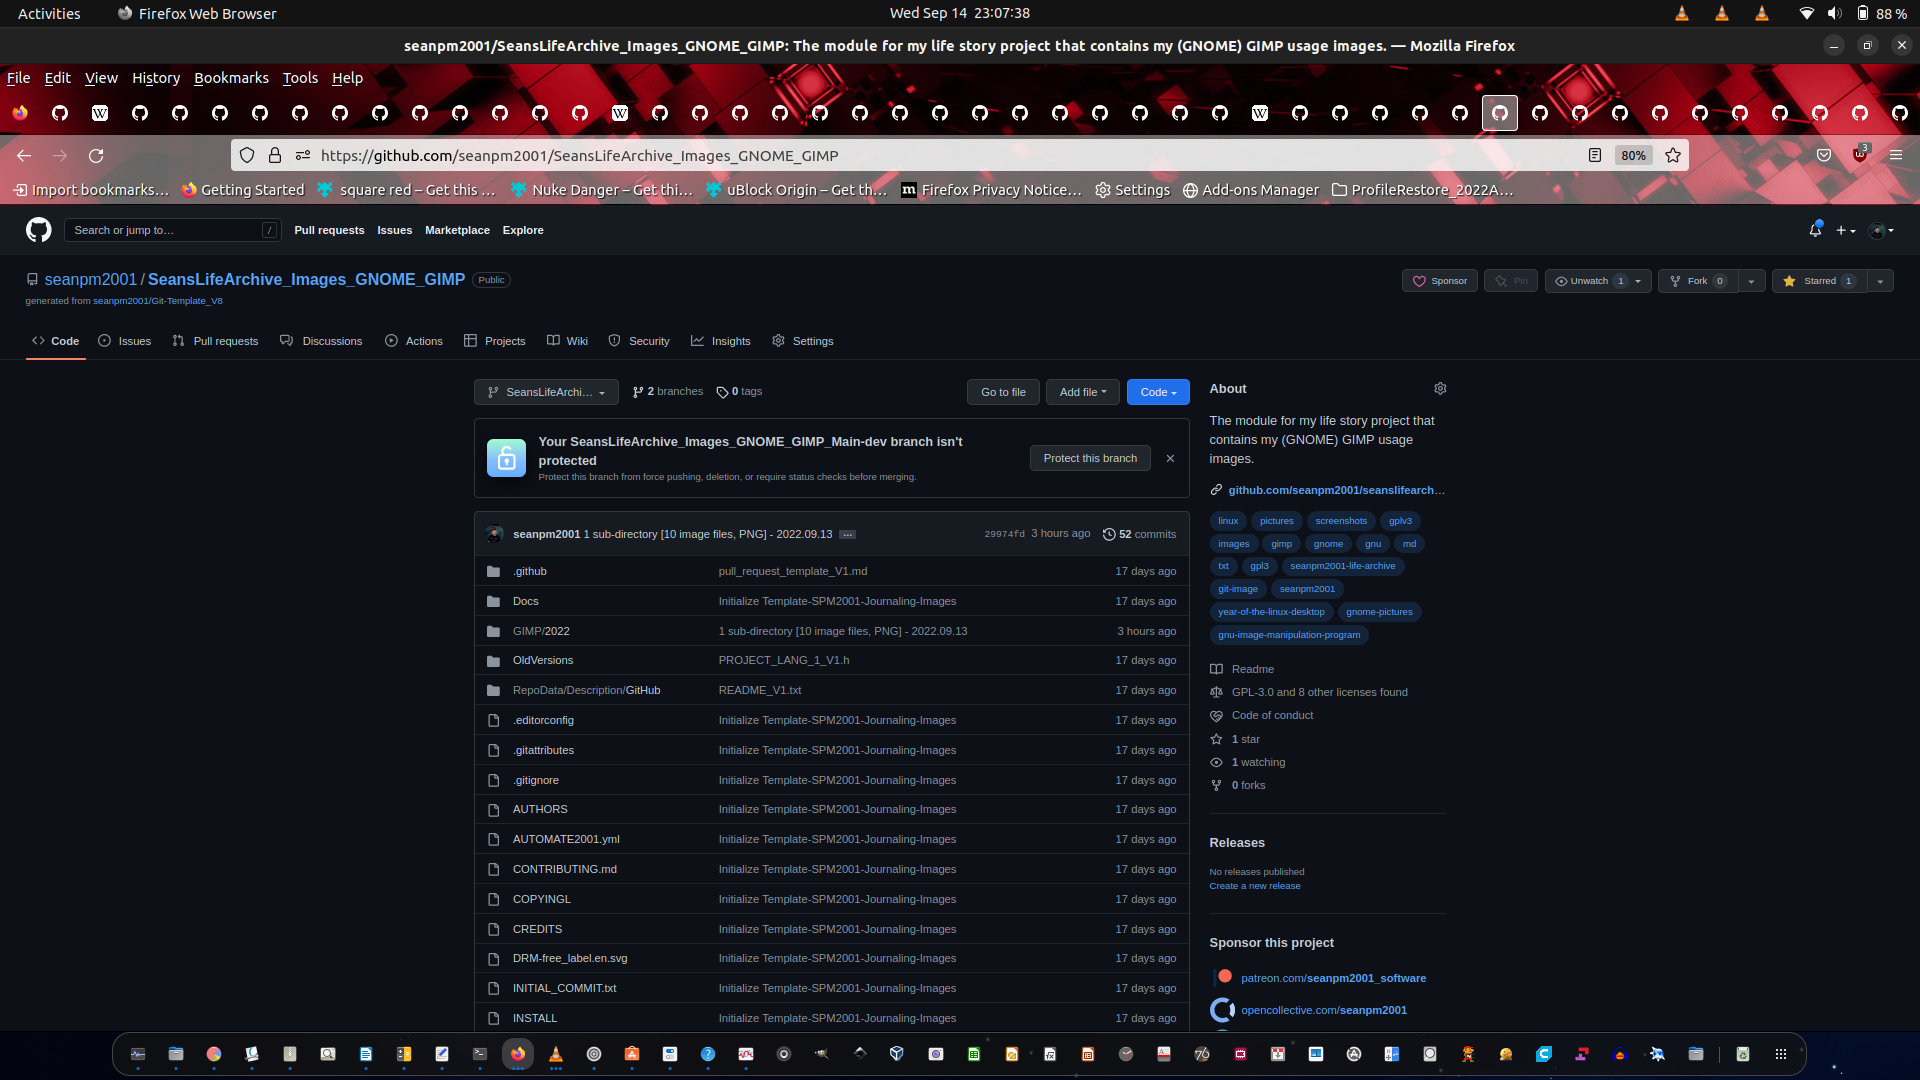 Activities
Firefox Web Browser
Wed Sep 14 23:07:38
88 %
seanpm2001/SeansLifeArchive_Images_GNOME_GIMP: The module for my life story project that contains my (GNOME) GIMP usage images. — Mozilla Firefox
File Edit View History Bookmarks Tools Help
https://github.com/seanpm2001/SeansLifeArchive_Images_GNOME_GIMP
80%
3
Import bookmarks…
Getting Started
square red – Get this …
Nuke Danger – Get thi…
uBlock Origin – Get th…
Firefox Privacy Notice…
Settings
Add-ons Manager
ProfileRestore_2022A…
Search or jump to…
/
Pull requests
Issues
Marketplace
Explore
seanpm2001 / SeansLifeArchive_Images_GNOME_GIMP
Public
generated from seanpm2001/Git-Template_V8
Sponsor
Pin
Unwatch 1
Fork 0
Starred 1
Code
Issues
Pull requests
Discussions
Actions
Projects
Wiki
Security
Insights
Settings
SeansLifeArchi…
2 branches
0 tags
Go to file
Add file
Code
Your SeansLifeArchive_Images_GNOME_GIMP_Main-dev branch isn't
protected
Protect this branch from force pushing, deletion, or require status checks before merging.
Protect this branch
seanpm2001 1 sub-directory [10 image files, PNG] - 2022.09.13 …
29974fd 3 hours ago
52 commits
.github pull_request_template_V1.md 17 days ago
Docs Initialize Template-SPM2001-Journaling-Images 17 days ago
GIMP/2022 1 sub-directory [10 image files, PNG] - 2022.09.13 3 hours ago
OldVersions PROJECT_LANG_1_V1.h 17 days ago
RepoData/Description/GitHub README_V1.txt 17 days ago
.editorconfig Initialize Template-SPM2001-Journaling-Images 17 days ago
.gitattributes Initialize Template-SPM2001-Journaling-Images 17 days ago
.gitignore Initialize Template-SPM2001-Journaling-Images 17 days ago
AUTHORS Initialize Template-SPM2001-Journaling-Images 17 days ago
AUTOMATE2001.yml Initialize Template-SPM2001-Journaling-Images 17 days ago
CONTRIBUTING.md Initialize Template-SPM2001-Journaling-Images 17 days ago
COPYINGL Initialize Template-SPM2001-Journaling-Images 17 days ago
CREDITS Initialize Template-SPM2001-Journaling-Images 17 days ago
DRM-free_label.en.svg Initialize Template-SPM2001-Journaling-Images 17 days ago
INITIAL_COMMIT.txt Initialize Template-SPM2001-Journaling-Images 17 days ago
INSTALL Initialize Template-SPM2001-Journaling-Images 17 days ago
About
The module for my life story project that
contains my (GNOME) GIMP usage
images.
github.com/seanpm2001/seanslifearch…
linux pictures screenshots gplv3
images gimp gnome gnu md
txt gpl3 seanpm2001-life-archive
git-image seanpm2001
year-of-the-linux-desktop gnome-pictures
gnu-image-manipulation-program
Readme
GPL-3.0 and 8 other licenses found
Code of conduct
1 star
1 watching
0 forks
Releases
No releases published
Create a new release
Sponsor this project
patreon.com/seanpm2001_software
opencollective.com/seanpm2001